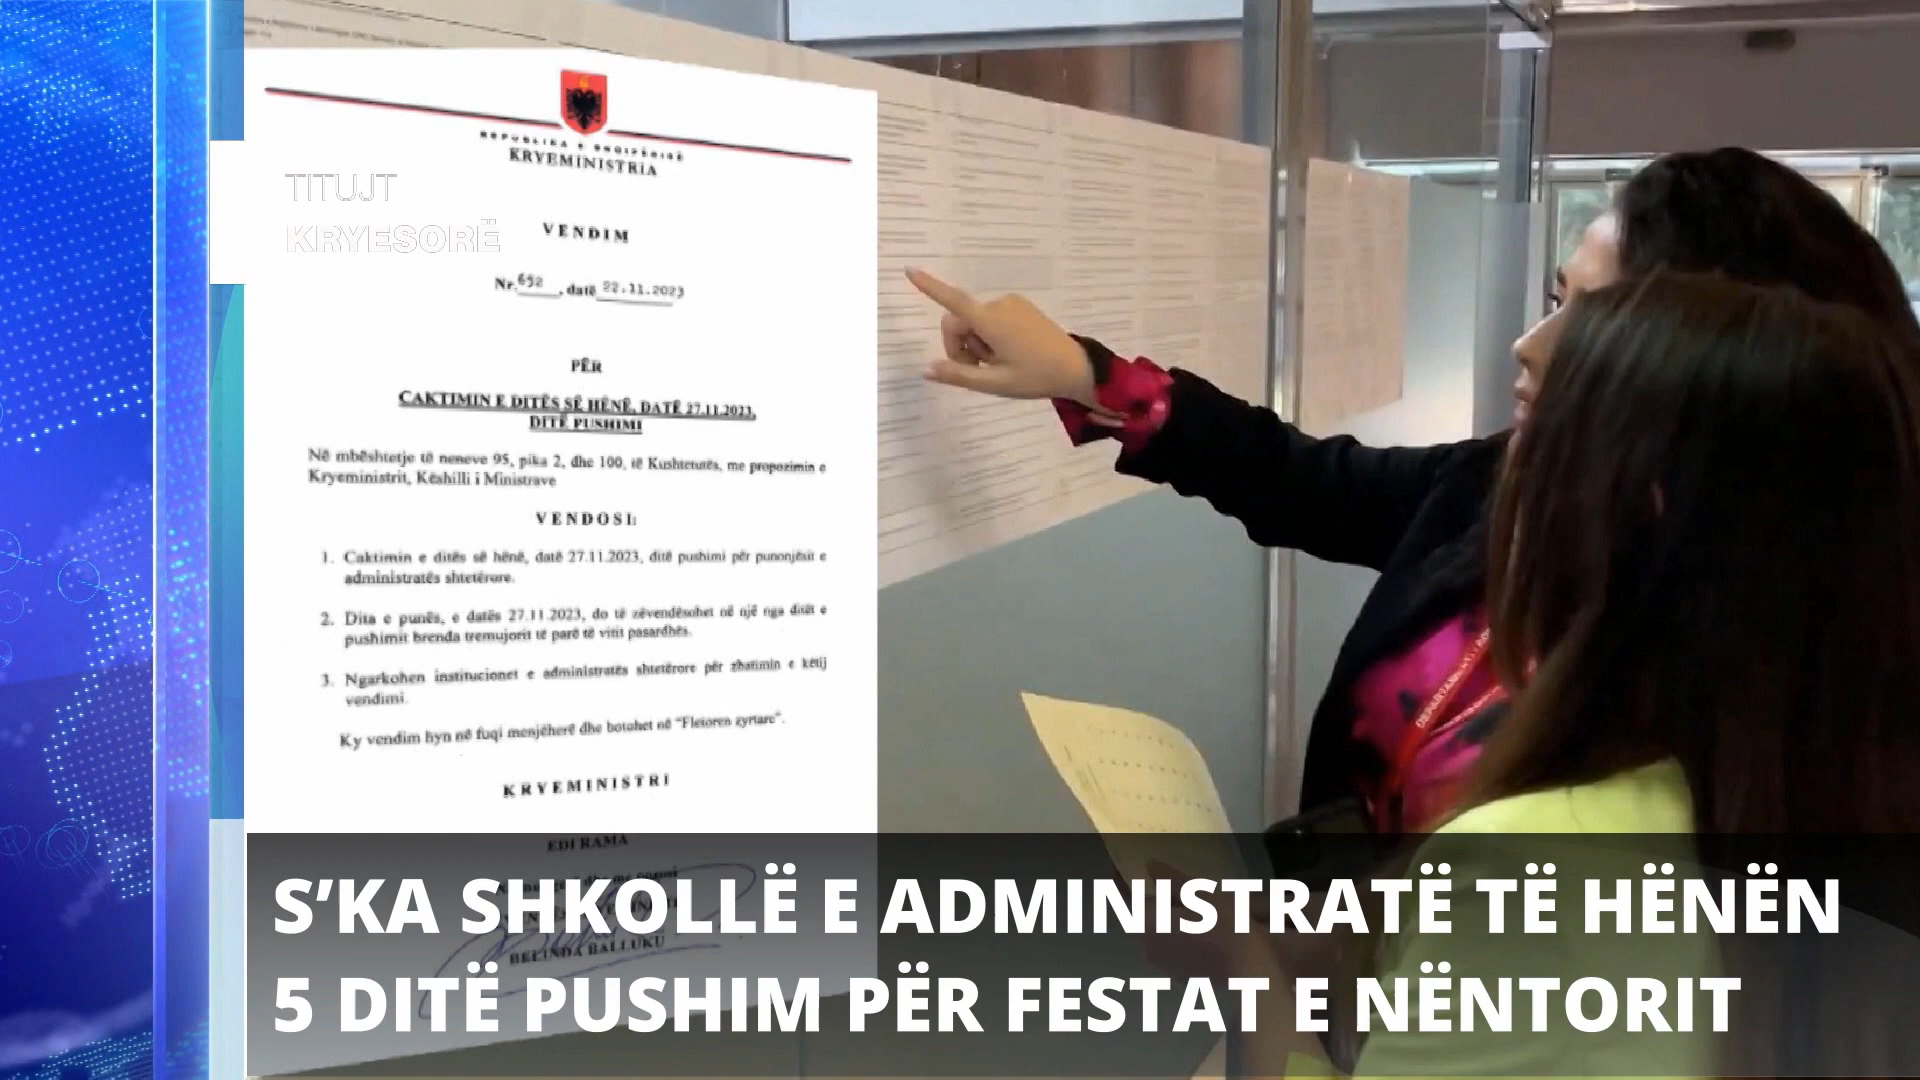 TITUJT
KRYESORË
REPUBLIKA E SHQIPËRISË
KRYEMINISTRIA
VENDIM
Nr.652, datë 22.11.2023
PËR
CAKTIMIN E DITËS SË HËNË, DATË 27.11.2023,
DITË PUSHIMI
Në mbështetje të neneve 95, pika 2, dhe 100, të Kushtetutës, me propozimin e
Kryeministrit, Këshilli i Ministrave
VENDOSI:
1. Caktimin e ditës së hënë, datë 27.11.2023, ditë pushimi për punonjësit e
administratës shtetërore.
2. Dita e punës, e datës 27.11.2023, do të zëvendësohet në një nga ditët e
pushimit brenda tremujorit të parë të vitit pasardhës.
3. Ngarkohen institucionet e administratës shtetërore për zbatimin e këtij
vendimi.
Ky vendim hyn në fuqi menjëherë dhe botohet në “Fletoren zyrtare”.
KRYEMINISTRI
EDI RAMA
BELINDA BALLUKU
S’KA SHKOLLË E ADMINISTRATË TË HËNËN
5 DITË PUSHIM PËR FESTAT E NËNTORIT